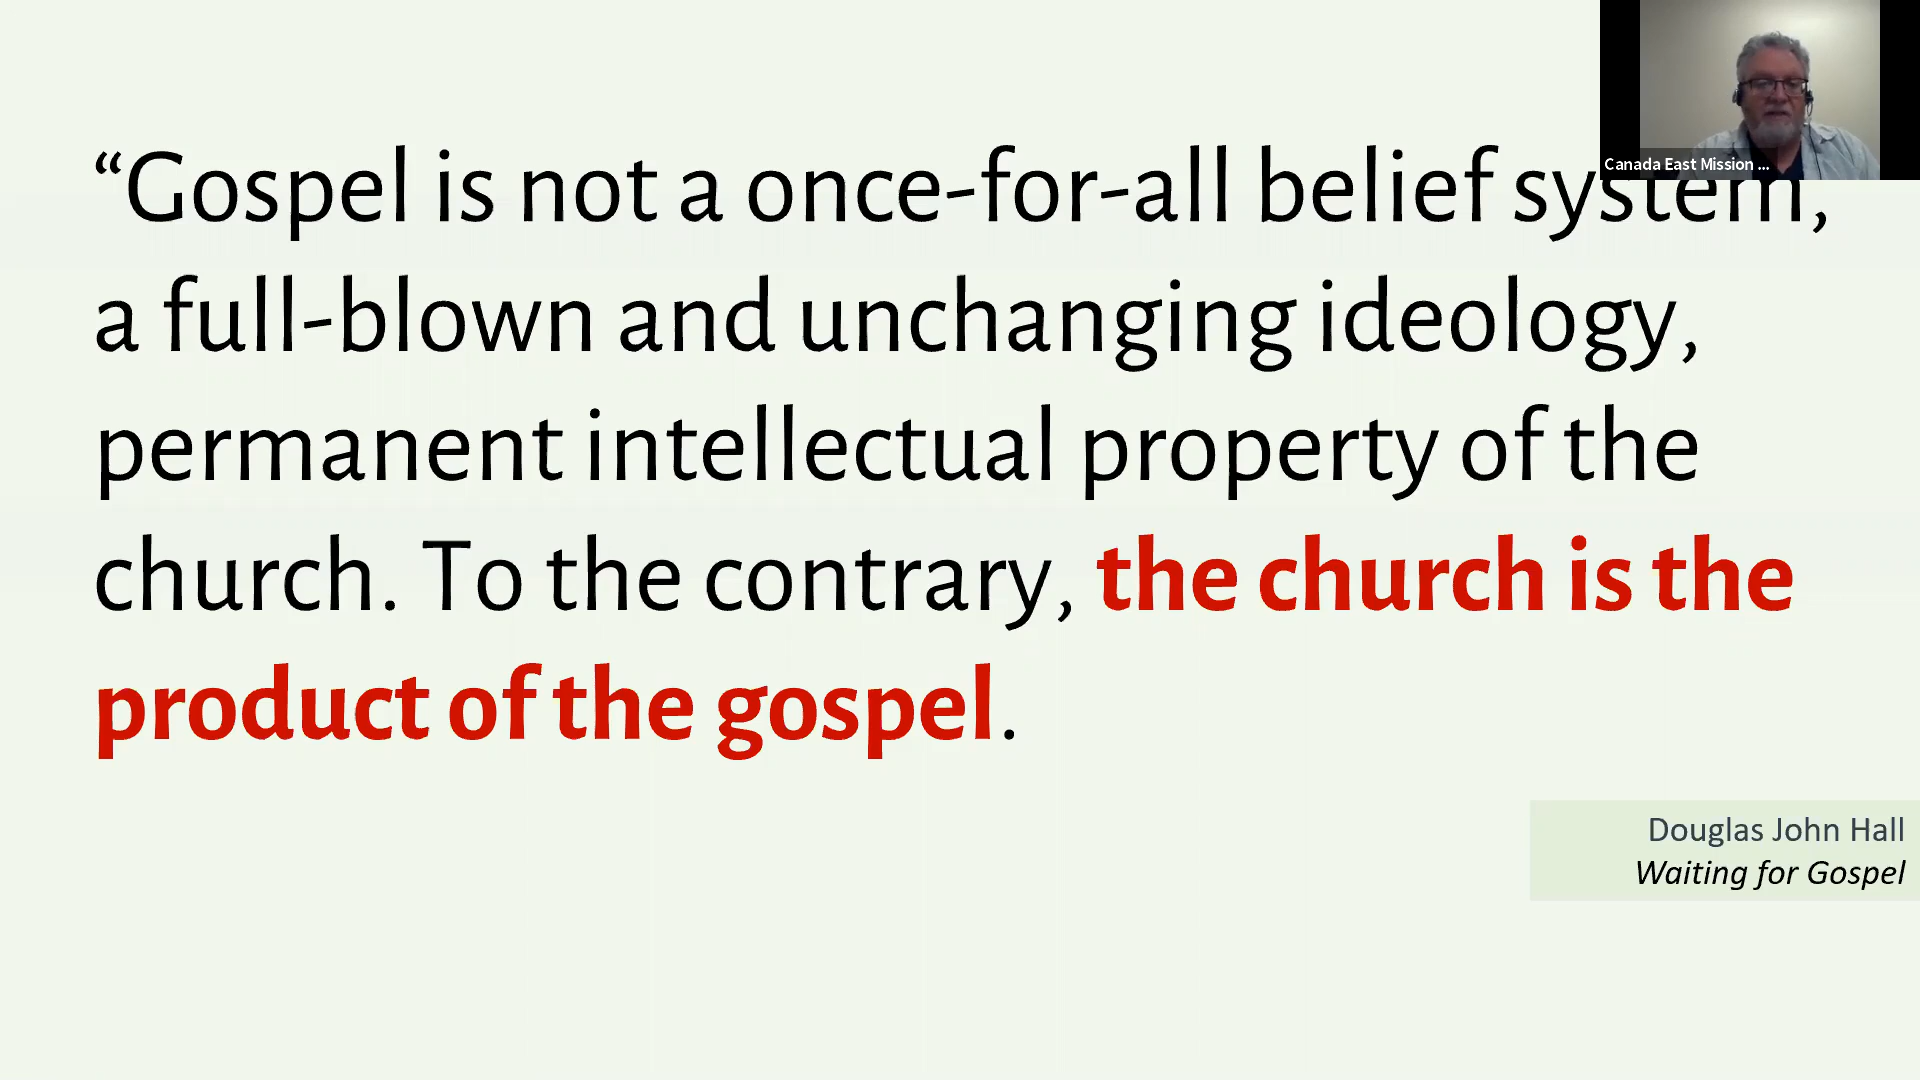 “Gospel is not a once-for-all belief system,
a full-blown and unchanging ideology,
permanent intellectual property of the
church. To the contrary, the church is the
product of the gospel.
Douglas John Hall
Waiting for Gospel
Canada East Mission ...